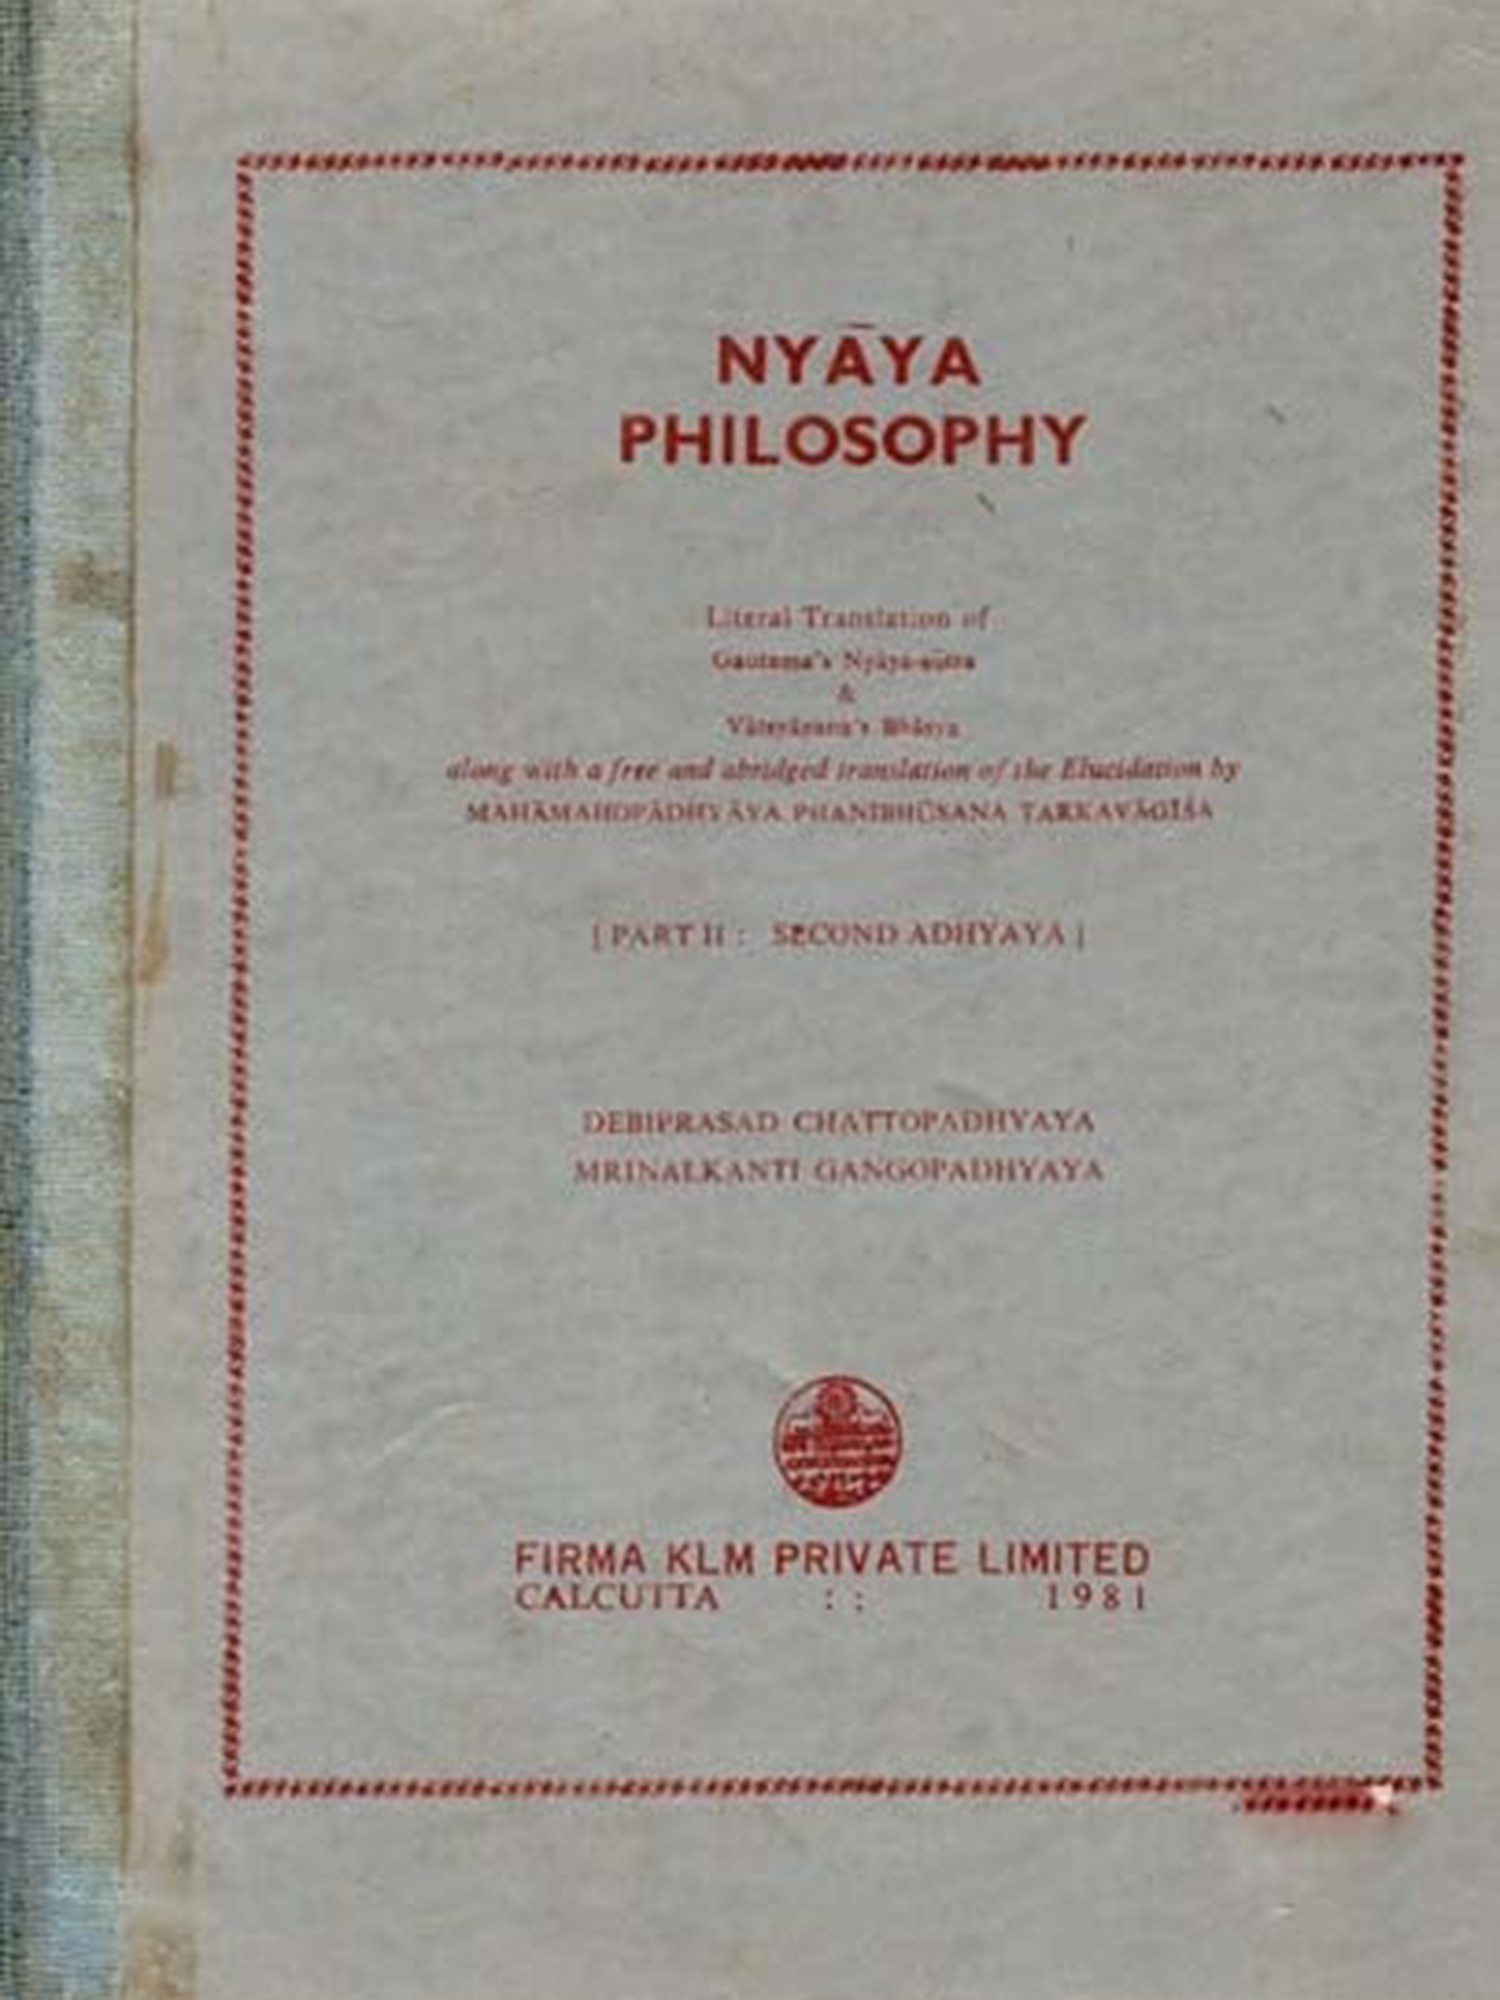 NYĀYA
PHILOSOPHY
Literal Translation of
Gautama's Nyāya-sūtra
&
Vātsyāyana's Bhāṣya
along with a free and abridged translation of the Elucidation by
MAHĀMAHOPĀDHYĀYA PHANIBHŪSANA TARKAVĀGĪŚA
[ PART II : SECOND ADHYAYA ]
DEBIPRASAD CHATTOPADHYAYA
MRINALKANTI GANGOPADHYAYA
FIRMA KLM PRIVATE LIMITED
CALCUTTA : : 1981